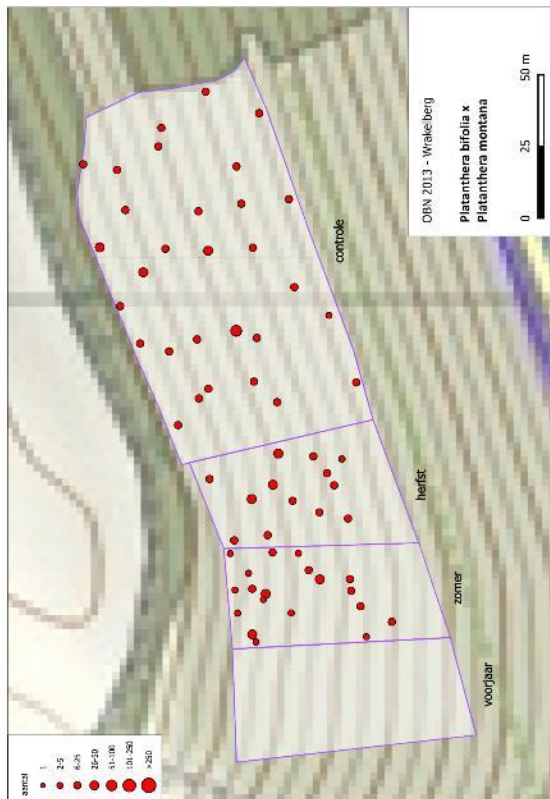 aantal
1
2-5
6-25
26-50
51-100
101-250
>250
voorjaar
zomer
herfst
controle
OBN 2013 - Wrakelberg
Platanthera bifolia x
Platanthera montana
0 25 50 m